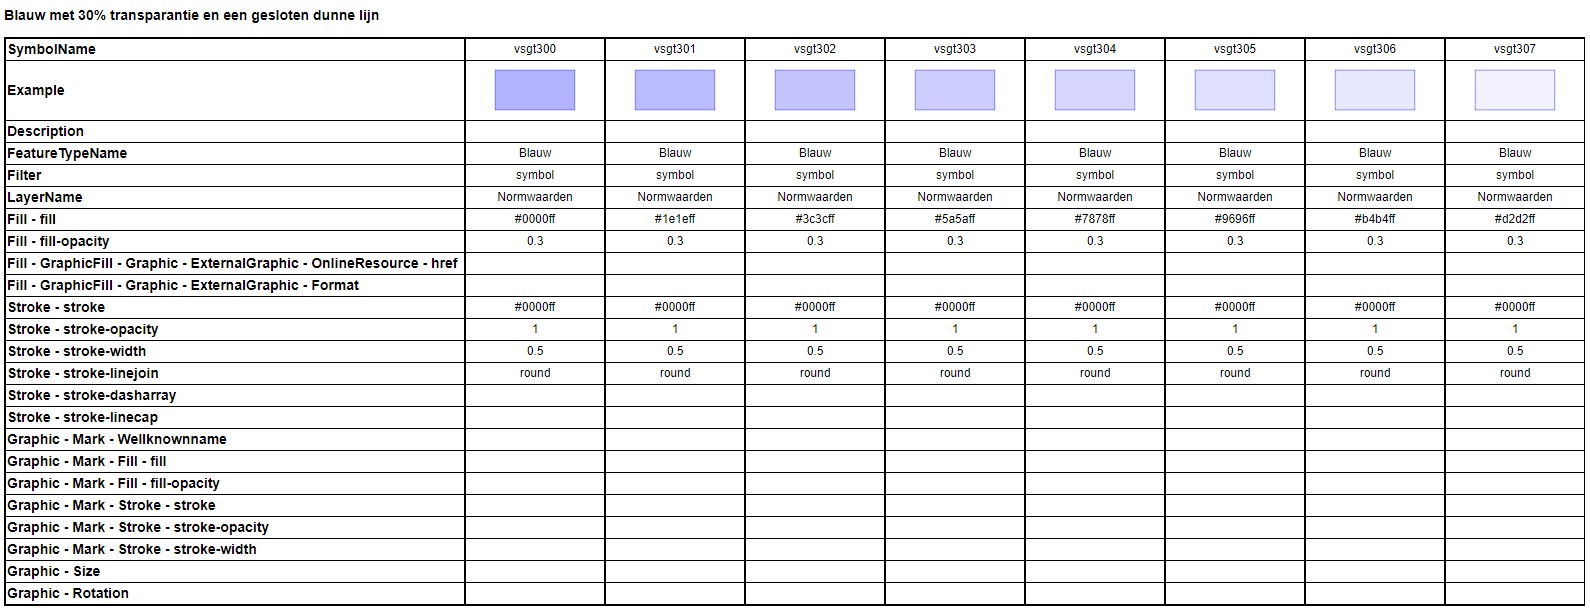 Blauw met 30% transparantie en een gesloten dunne lijn
SymbolName vsgt300 vsgt301 vsgt302 vsgt303 vsgt304 vsgt305 vsgt306 vsgt307
Example
Description
FeatureTypeName Blauw Blauw Blauw Blauw Blauw Blauw Blauw Blauw
Filter symbol symbol symbol symbol symbol symbol symbol symbol
LayerName Normwaarden Normwaarden Normwaarden Normwaarden Normwaarden Normwaarden Normwaarden Normwaarden
Fill - fill #0000ff #1e1eff #3c3cff #5a5aff #7878ff #9696ff #b4b4ff #d2d2ff
Fill - fill-opacity 0.3 0.3 0.3 0.3 0.3 0.3 0.3 0.3
Fill - GraphicFill - Graphic - ExternalGraphic - OnlineResource - href
Fill - GraphicFill - Graphic - ExternalGraphic - Format
Stroke - stroke #0000ff #0000ff #0000ff #0000ff #0000ff #0000ff #0000ff #0000ff
Stroke - stroke-opacity 1 1 1 1 1 1 1 1
Stroke - stroke-width 0.5 0.5 0.5 0.5 0.5 0.5 0.5 0.5
Stroke - stroke-linejoin round round round round round round round round
Stroke - stroke-dasharray
Stroke - stroke-linecap
Graphic - Mark - Wellknownname
Graphic - Mark - Fill - fill
Graphic - Mark - Fill - fill-opacity
Graphic - Mark - Stroke - stroke
Graphic - Mark - Stroke - stroke-opacity
Graphic - Mark - Stroke - stroke-width
Graphic - Size
Graphic - Rotation